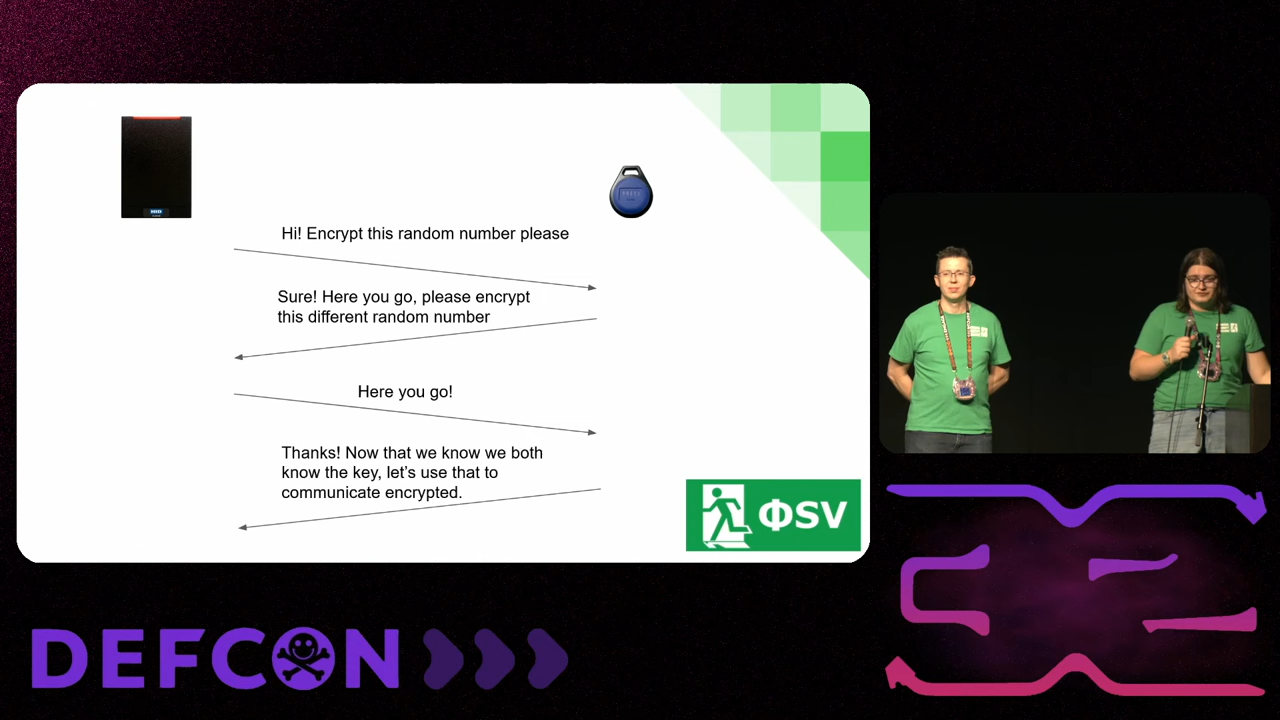 Hi! Encrypt this random number please
Sure! Here you go, please encrypt
this different random number
Here you go!
Thanks! Now that we know we both
know the key, let's use that to
communicate encrypted.
ΦSV
DEFCON
32